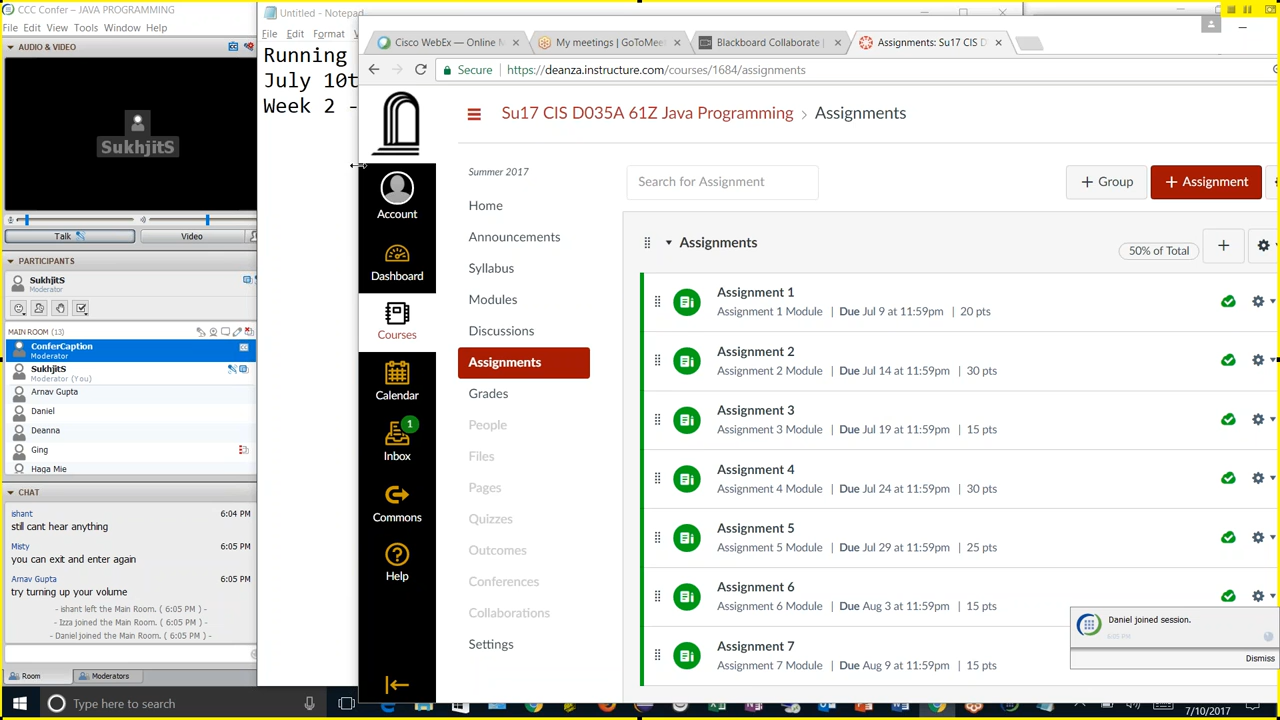 CCC Confer – JAVA PROGRAMMING
File Edit View Tools Window Help
AUDIO & VIDEO
SukhjitS
Talk
Video
PARTICIPANTS
SukhjitS
Moderator
MAIN ROOM (13)
ConferCaption
Moderator
SukhjitS
Moderator (You)
Arnav Gupta
Daniel
Deanna
Ging
Haga Mie
CHAT
ishant 6:04 PM
still cant hear anything
Misty 6:05 PM
you can exit and enter again
Arnav Gupta 6:05 PM
try turning up your volume
- ishant left the Main Room. ( 6:05 PM ) -
- Izza joined the Main Room. ( 6:05 PM ) -
- Daniel joined the Main Room. ( 6:05 PM ) -
Room
Moderators
Untitled - Notepad
File Edit Format
Running
July 10t
Week 2 -
Cisco WebEx — Online M
My meetings | GoToMee
Blackboard Collaborate |
Assignments: Su17 CIS D
Secure https://deanza.instructure.com/courses/1684/assignments
Su17 CIS D035A 61Z Java Programming > Assignments
Account
Dashboard
Courses
Calendar
1
Inbox
Commons
Help
Summer 2017
Home
Announcements
Syllabus
Modules
Discussions
Assignments
Grades
People
Files
Pages
Quizzes
Outcomes
Conferences
Collaborations
Settings
Search for Assignment
+ Group
+ Assignment
Assignments
50% of Total
+
Assignment 1
Assignment 1 Module | Due Jul 9 at 11:59pm | 20 pts
Assignment 2
Assignment 2 Module | Due Jul 14 at 11:59pm | 30 pts
Assignment 3
Assignment 3 Module | Due Jul 19 at 11:59pm | 15 pts
Assignment 4
Assignment 4 Module | Due Jul 24 at 11:59pm | 30 pts
Assignment 5
Assignment 5 Module | Due Jul 29 at 11:59pm | 25 pts
Assignment 6
Assignment 6 Module | Due Aug 3 at 11:59pm | 15 pts
Assignment 7
Assignment 7 Module | Due Aug 9 at 11:59pm | 15 pts
Daniel joined session.
6:05 PM
Dismiss
Type here to search
7/10/2017